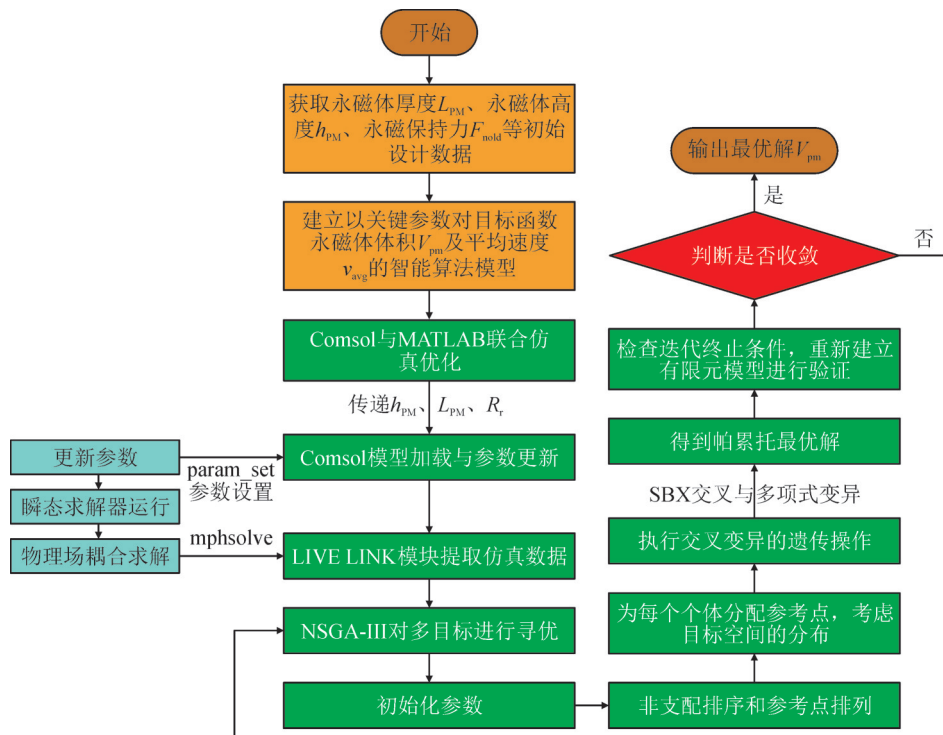 开始
获取永磁体厚度L_PM、永磁体高
度h_PM、永磁保持力F_nold等初始
设计数据
建立以关键参数对目标函数
永磁体体积V_pm及平均速度
v_avg的智能算法模型
Comsol与MATLAB联合仿
真优化
传递h_PM、L_PM、R_r
更新参数
param_set
参数设置
Comsol模型加载与参数更新
瞬态求解器运行
物理场耦合求解
mphsolve
LIVE LINK模块提取仿真数据
NSGA-III对多目标进行寻优
初始化参数
非支配排序和参考点排列
为每个个体分配参考点，考虑
目标空间的分布
执行交叉变异的遗传操作
SBX交叉与多项式变异
得到帕累托最优解
检查迭代终止条件，重新建立
有限元模型进行验证
判断是否收敛
否
是
输出最优解V_pm